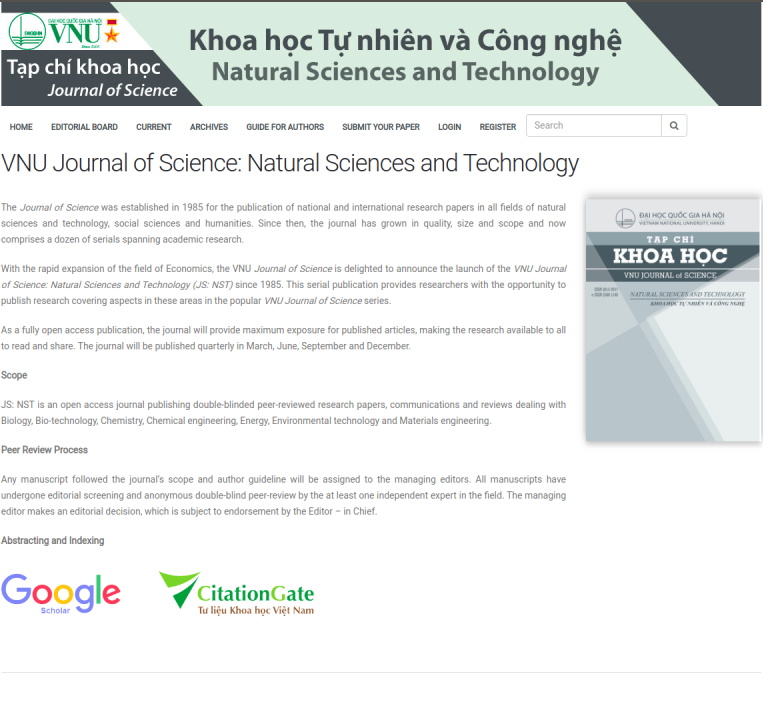 ĐẠI HỌC QUỐC GIA HÀ NỘI
VNU
Since 1906
Tạp chí khoa học
Journal of Science
Khoa học Tự nhiên và Công nghệ
Natural Sciences and Technology
HOME EDITORIAL BOARD CURRENT ARCHIVES GUIDE FOR AUTHORS SUBMIT YOUR PAPER LOGIN REGISTER Search
VNU Journal of Science: Natural Sciences and Technology
The Journal of Science was established in 1985 for the publication of national and international research papers in all fields of natural
sciences and technology, social sciences and humanities. Since then, the journal has grown in quality, size and scope and now
comprises a dozen of serials spanning academic research.
With the rapid expansion of the field of Economics, the VNU Journal of Science is delighted to announce the launch of the VNU Journal
of Science: Natural Sciences and Technology (JS: NST) since 1985. This serial publication provides researchers with the opportunity to
publish research covering aspects in these areas in the popular VNU Journal of Science series.
As a fully open access publication, the journal will provide maximum exposure for published articles, making the research available to all
to read and share. The journal will be published quarterly in March, June, September and December.
Scope
JS: NST is an open access journal publishing double-blinded peer-reviewed research papers, communications and reviews dealing with
Biology, Bio-technology, Chemistry, Chemical engineering, Energy, Environmental technology and Materials engineering.
Peer Review Process
Any manuscript followed the journal's scope and author guideline will be assigned to the managing editors. All manuscripts have
undergone editorial screening and anonymous double-blind peer-review by the at least one independent expert in the field. The managing
editor makes an editorial decision, which is subject to endorsement by the Editor – in Chief.
Abstracting and Indexing
Google
Scholar
CitationGate
Tư liệu Khoa học Việt Nam
ĐẠI HỌC QUỐC GIA HÀ NỘI
VIETNAM NATIONAL UNIVERSITY, HANOI
TẠP CHÍ
KHOA HỌC
VNU JOURNAL of SCIENCE
NATURAL SCIENCES AND TECHNOLOGY
KHOA HỌC TỰ NHIÊN VÀ CÔNG NGHỆ